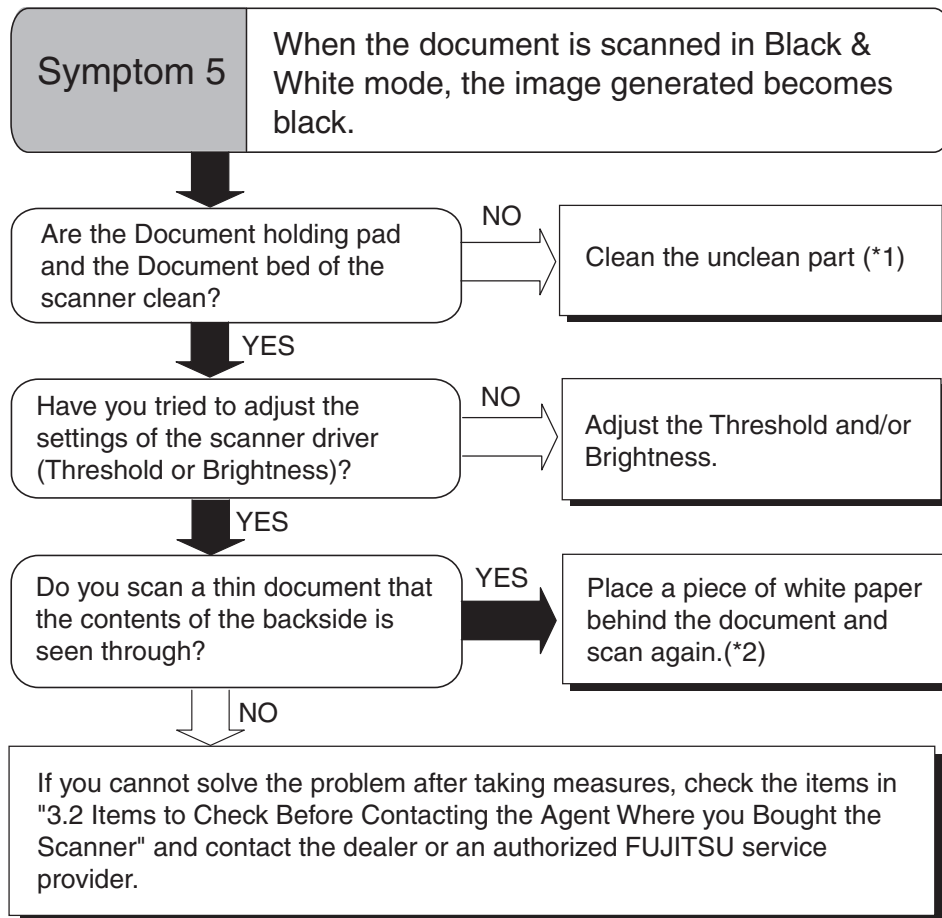 Symptom 5
When the document is scanned in Black &
White mode, the image generated becomes
black.
Are the Document holding pad
and the Document bed of the
scanner clean?
NO
Clean the unclean part (*1)
YES
Have you tried to adjust the
settings of the scanner driver
(Threshold or Brightness)?
NO
Adjust the Threshold and/or
Brightness.
YES
Do you scan a thin document that
the contents of the backside is
seen through?
YES
Place a piece of white paper
behind the document and
scan again.(*2)
NO
If you cannot solve the problem after taking measures, check the items in
"3.2 Items to Check Before Contacting the Agent Where you Bought the
Scanner" and contact the dealer or an authorized FUJITSU service
provider.